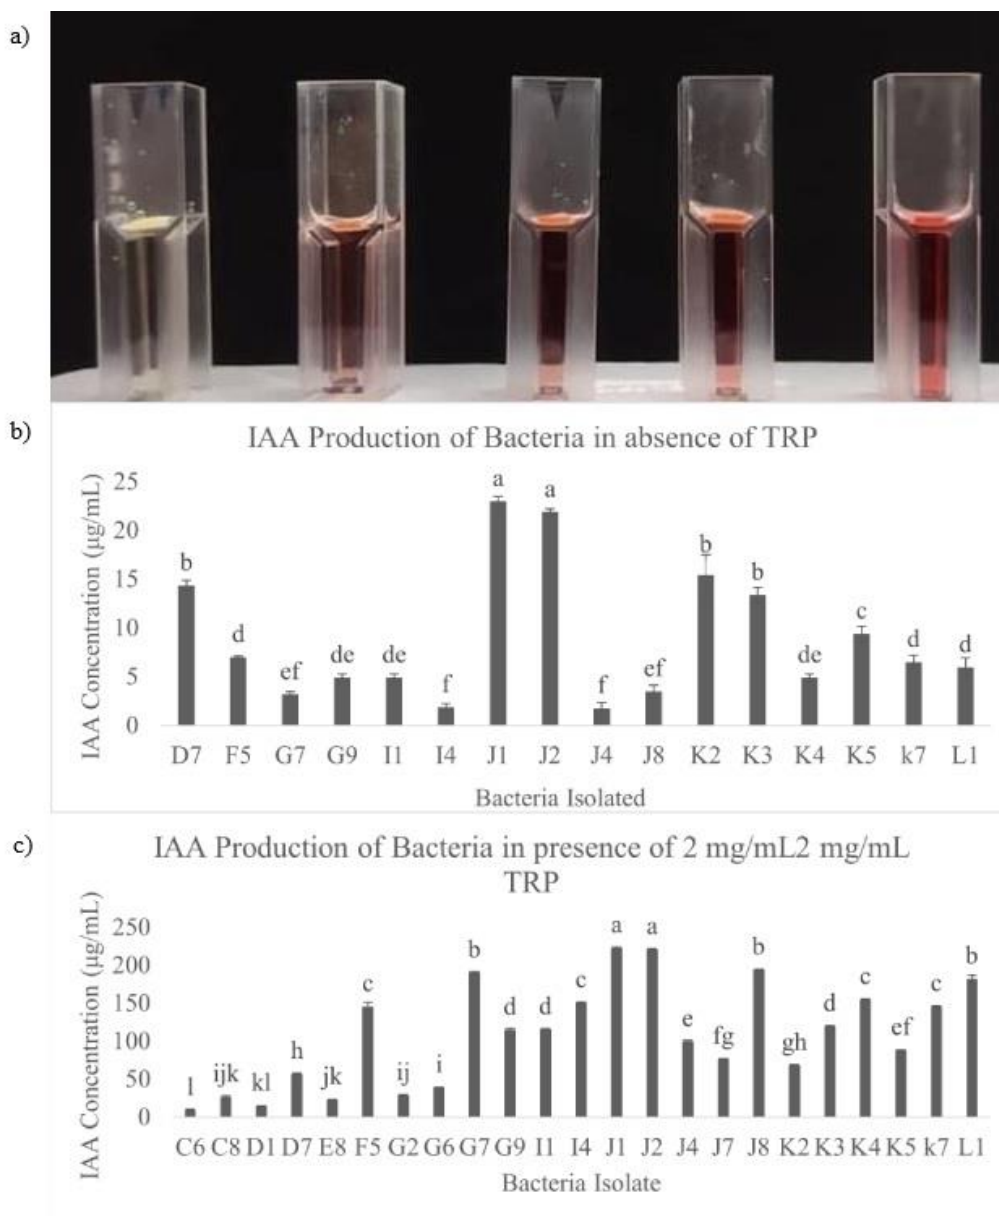 a)
b)
IAA Production of Bacteria in absence of TRP
IAA Concentration (µg/mL)
25
20
15
10
5
0
b
d
ef
de
de
f
a
a
f
ef
b
b
de
c
d
d
D7 F5 G7 G9 I1 I4 J1 J2 J4 J8 K2 K3 K4 K5 k7 L1
Bacteria Isolated
c)
IAA Production of Bacteria in presence of 2 mg/mL2 mg/mL
TRP
IAA Concentration (µg/mL)
250
200
150
100
50
0
l
ijk
kl
h
jk
c
ij
i
b
d
d
c
a
a
e
fg
b
gh
d
c
ef
c
b
C6 C8 D1 D7 E8 F5 G2 G6 G7 G9 I1 I4 J1 J2 J4 J7 J8 K2 K3 K4 K5 k7 L1
Bacteria Isolate